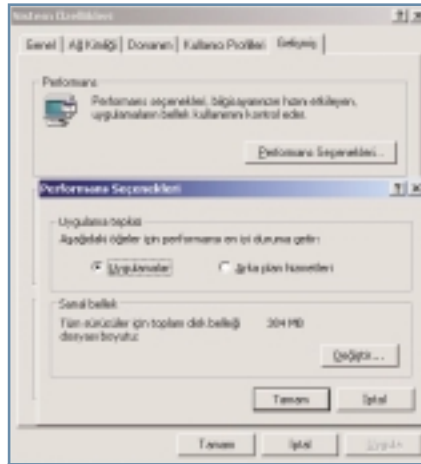 Sistem Özellikleri
Genel Ağ Kimliği Donanım Kullanıcı Profilleri Gelişmiş
Performans
Performans seçenekleri, bilgisayarınızın hızını etkileyen,
uygulamaların bellek kullanımını kontrol eder.
Performans Seçenekleri...
Performans Seçenekleri
Uygulama tepkisi
Aşağıdaki öğeler için performansı en iyi duruma getir:
Uygulamalar Arka plan hizmetleri
Sanal bellek
Tüm sürücüler için toplam disk belleği
dosyası boyutu: 384 MB
Değiştir...
Tamam İptal
Tamam İptal Uygula